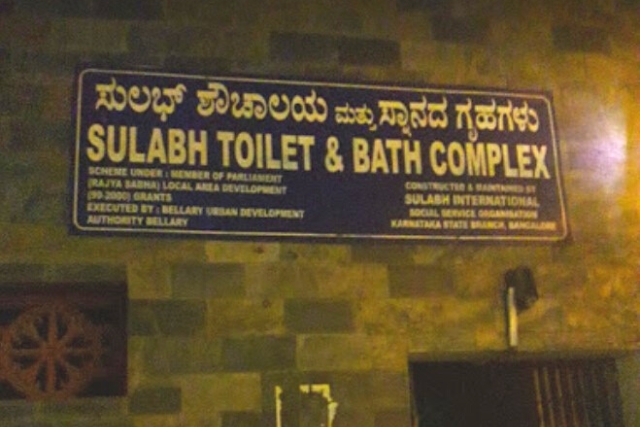 ಸುಲಭ್ ಶೌಚಾಲಯ ಮತ್ತು ಸ್ನಾನದ ಗೃಹಗಳು
SULABH TOILET & BATH COMPLEX
SCHEME UNDER : MEMBER OF PARLIAMENT
(RAJYA SABHA) LOCAL AREA DEVELOPMENT
(99-2000) GRANTS
EXECUTED BY : BELLARY URBAN DEVELOPMENT
AUTHORITY BELLARY
CONSTRUCTED & MAINTAINED BY
SULABH INTERNATIONAL
SOCIAL SERVICE ORGANISATION
KARNATAKA STATE BRANCH, BANGALORE